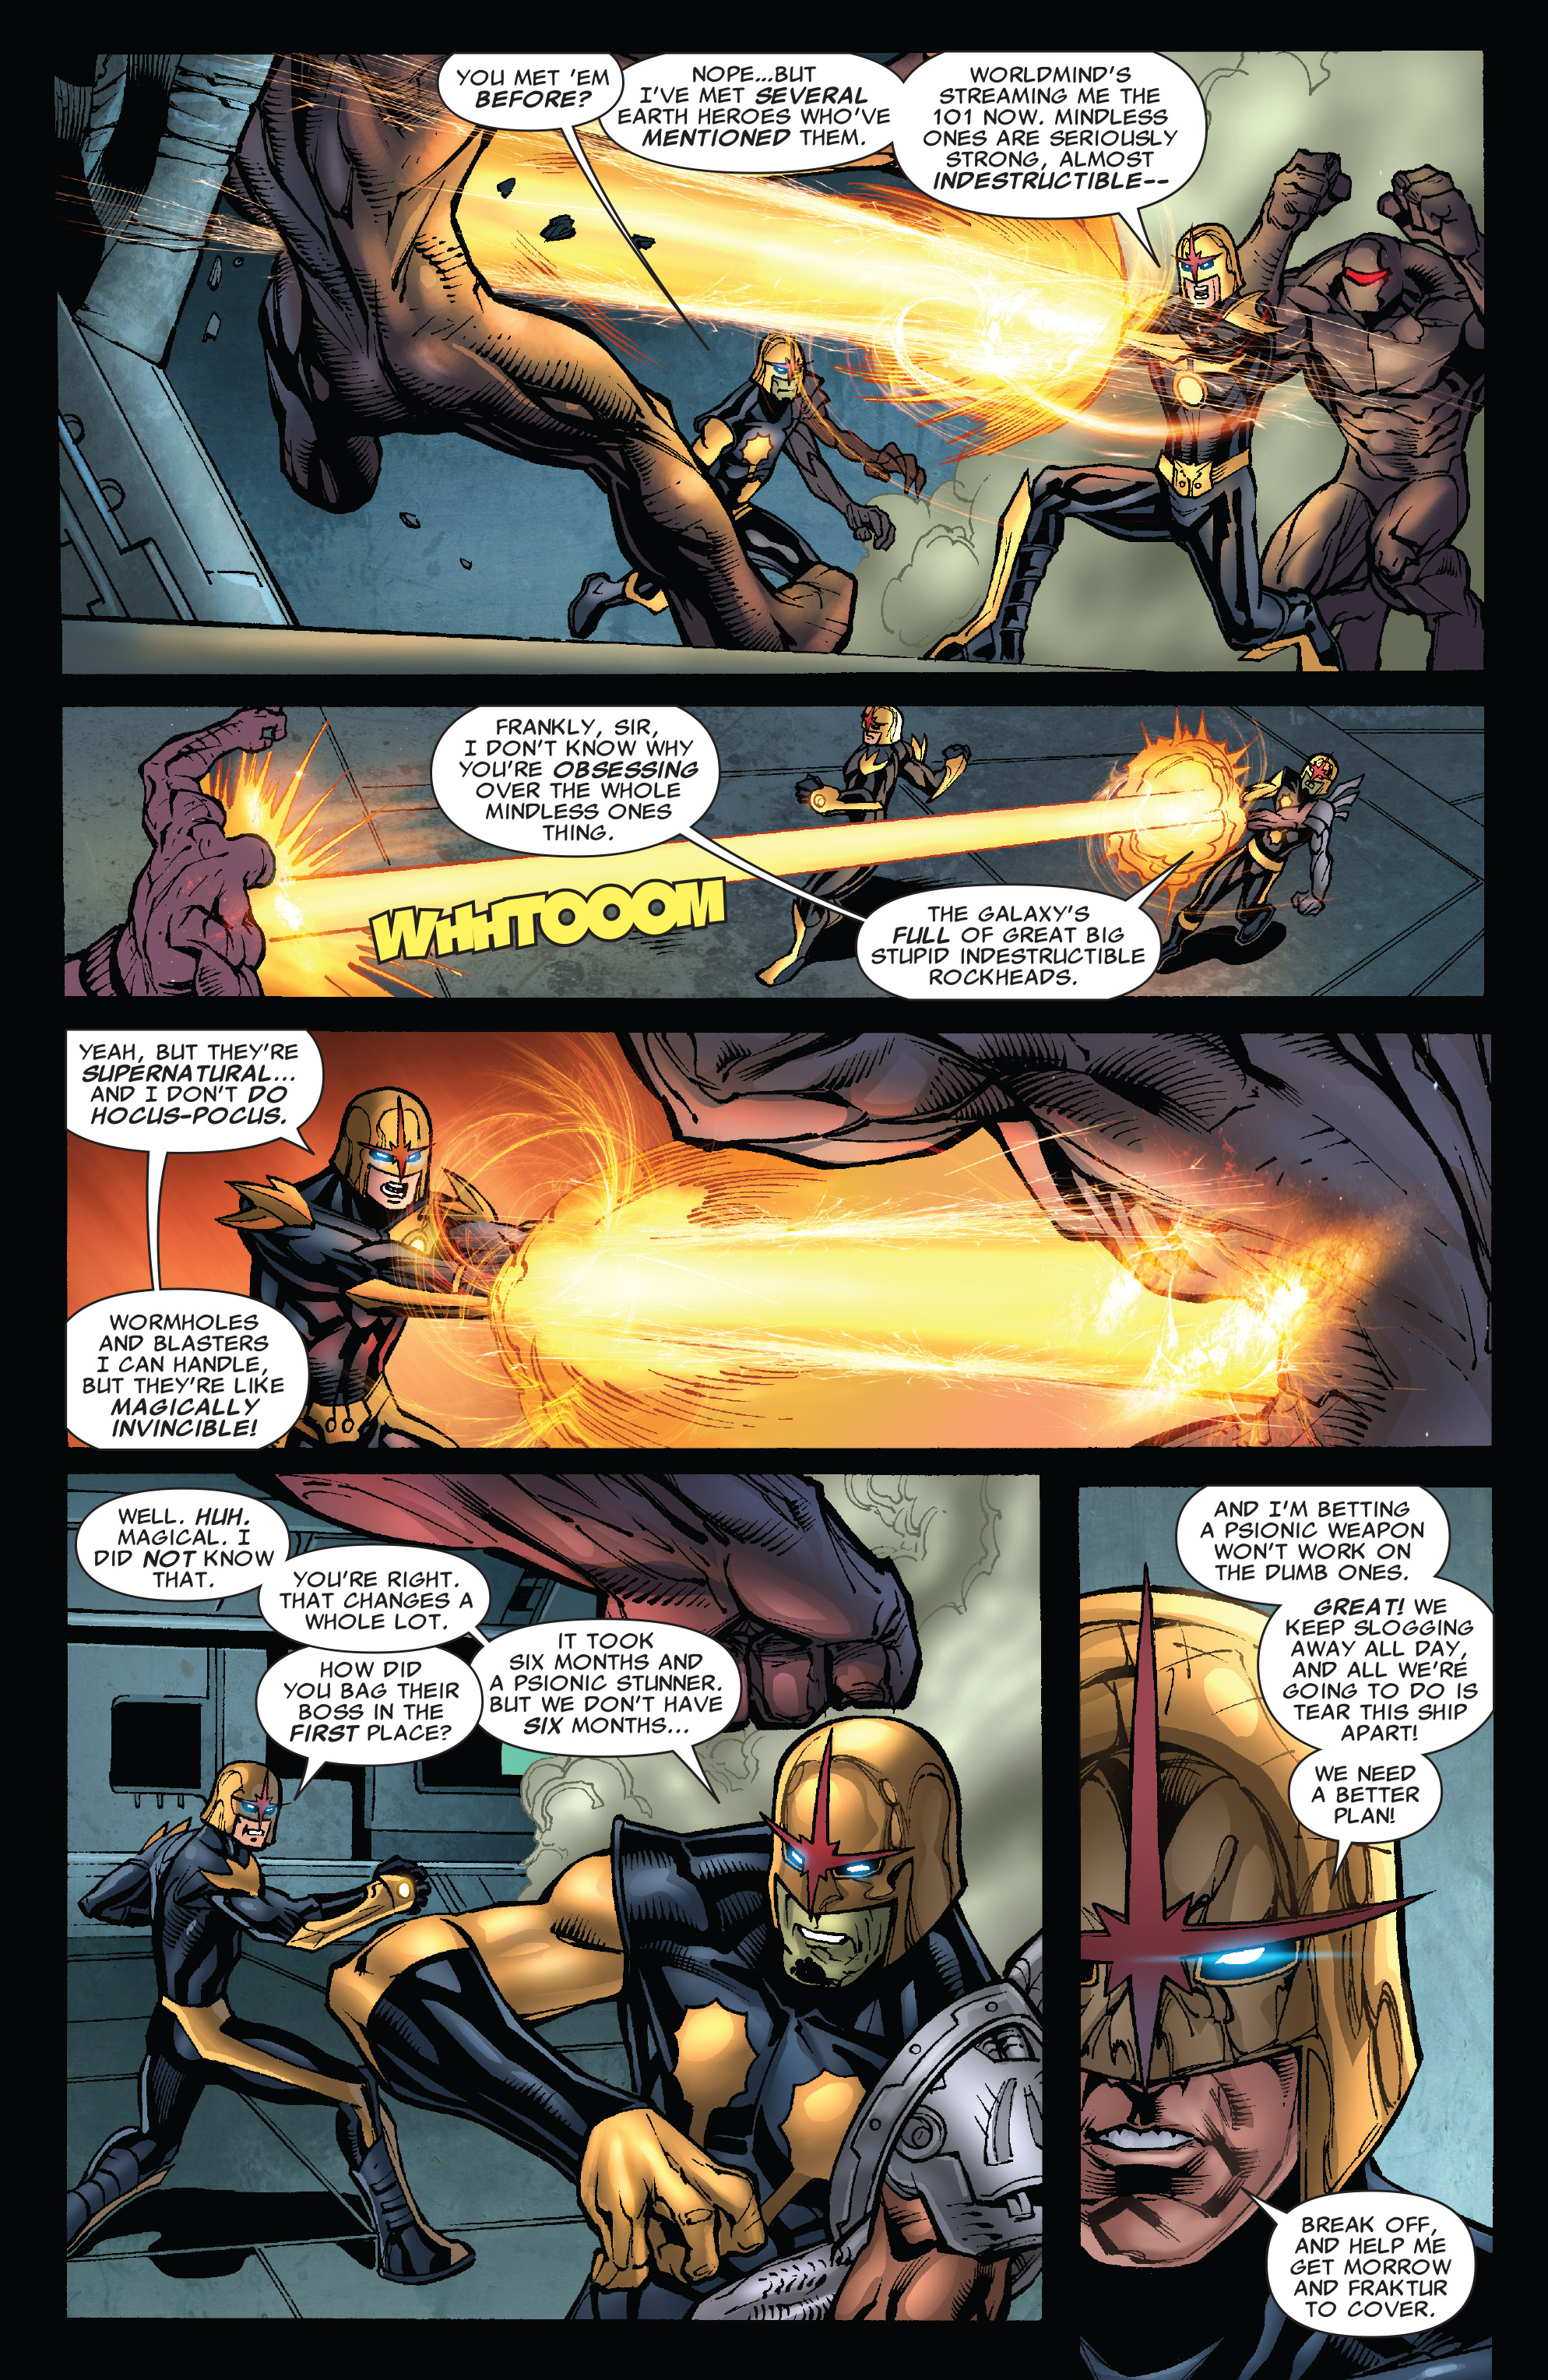 YOU MET 'EM
BEFORE?
NOPE...BUT
I'VE MET SEVERAL
EARTH HEROES WHO'VE
MENTIONED THEM.
WORLDMIND'S
STREAMING ME THE
101 NOW. MINDLESS
ONES ARE SERIOUSLY
STRONG, ALMOST
INDESTRUCTIBLE--
FRANKLY, SIR,
I DON'T KNOW WHY
YOU'RE OBSESSING
OVER THE WHOLE
MINDLESS ONES
THING.
WHHTOOOM
THE GALAXY'S
FULL OF GREAT BIG
STUPID INDESTRUCTIBLE
ROCKHEADS.
YEAH, BUT THEY'RE
SUPERNATURAL...
AND I DON'T DO
HOCUS-POCUS.
WORMHOLES
AND BLASTERS
I CAN HANDLE,
BUT THEY'RE LIKE
MAGICALLY
INVINCIBLE!
WELL. HUH.
MAGICAL. I
DID NOT KNOW
THAT.
YOU'RE RIGHT.
THAT CHANGES A
WHOLE LOT.
HOW DID
YOU BAG THEIR
BOSS IN THE
FIRST PLACE?
IT TOOK
SIX MONTHS AND
A PSIONIC STUNNER.
BUT WE DON'T HAVE
SIX MONTHS...
AND I'M BETTING
A PSIONIC WEAPON
WON'T WORK ON
THE DUMB ONES.
GREAT! WE
KEEP SLOGGING
AWAY ALL DAY,
AND ALL WE'RE
GOING TO DO IS
TEAR THIS SHIP
APART!
WE NEED
A BETTER
PLAN!
BREAK OFF,
AND HELP ME
GET MORROW
AND FRAKTUR
TO COVER.